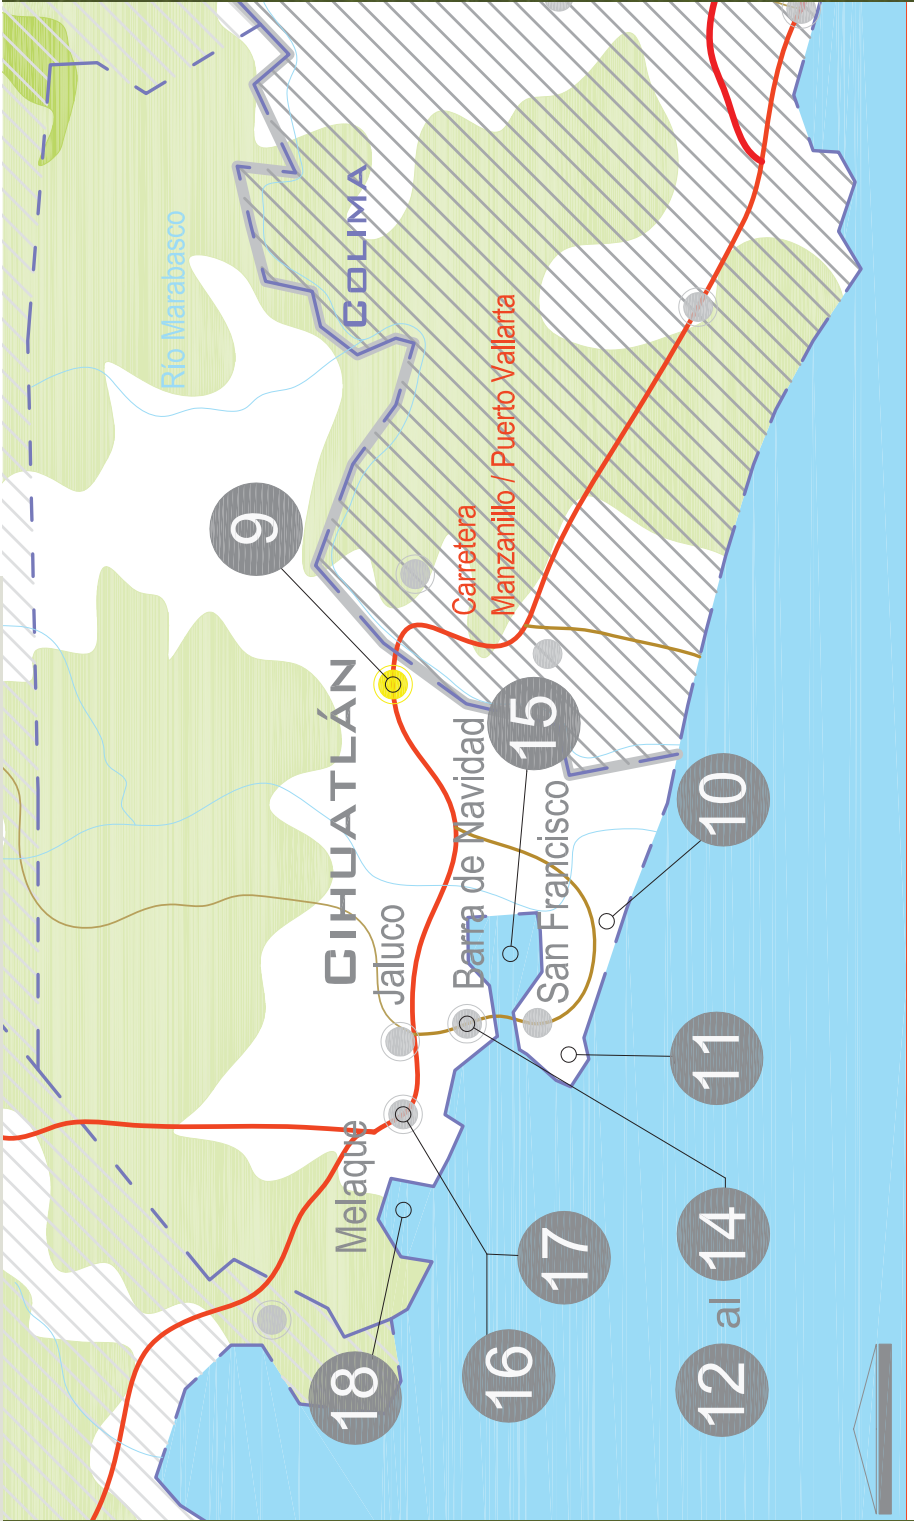 Río Marabasco
COLIMA
Carretera
Manzanillo / Puerto Vallarta
9
CIHUATLÁN
15
Barra de Navidad
San Francisco
Jaluco
10
11
Melaque
12 al 14
17
16
18